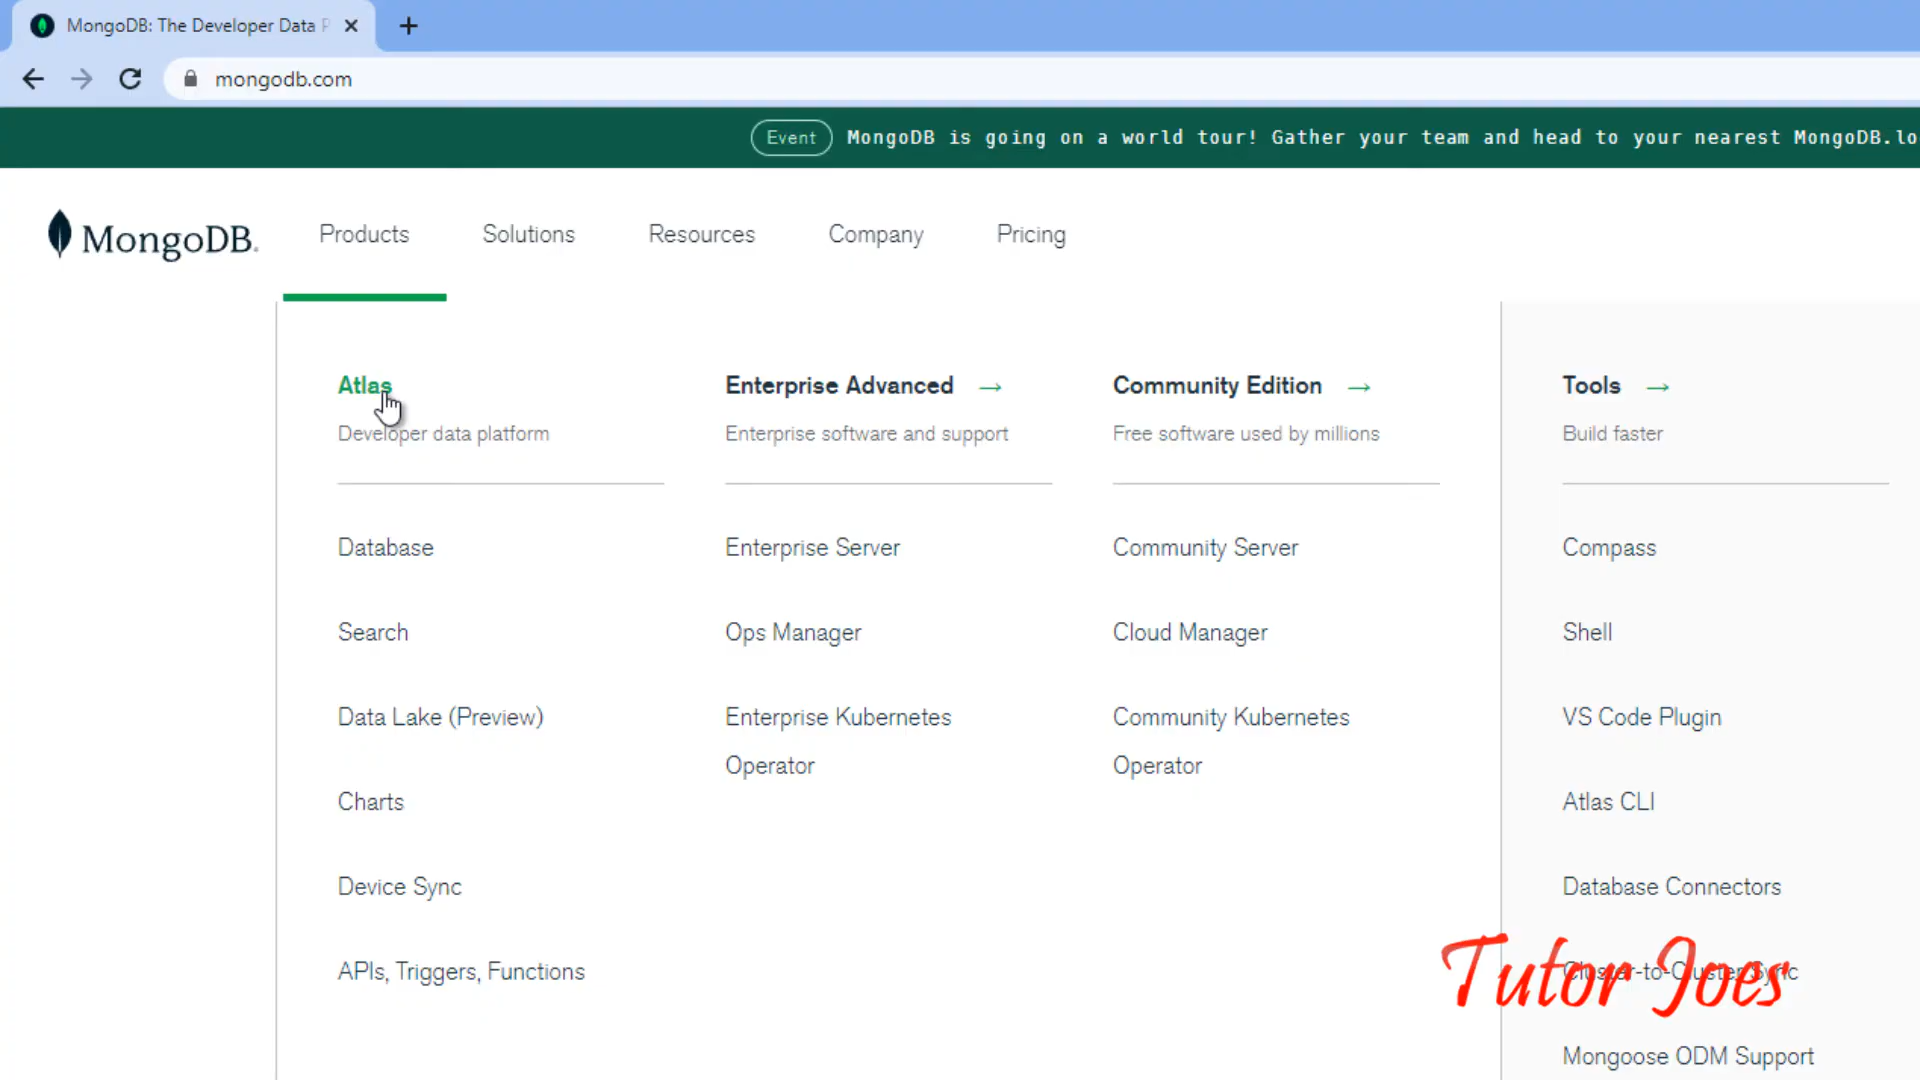 MongoDB: The Developer Data P
mongodb.com
Event MongoDB is going on a world tour! Gather your team and head to your nearest MongoDB.lo
MongoDB.
Products Solutions Resources Company Pricing
Atlas
Developer data platform
Database
Search
Data Lake (Preview)
Charts
Device Sync
APIs, Triggers, Functions
Enterprise Advanced →
Enterprise software and support
Enterprise Server
Ops Manager
Enterprise Kubernetes
Operator
Community Edition →
Free software used by millions
Community Server
Cloud Manager
Community Kubernetes
Operator
Tools →
Build faster
Compass
Shell
VS Code Plugin
Atlas CLI
Database Connectors
Cluster-to-Cluster Sync
Mongoose ODM Support
Tutor Joes